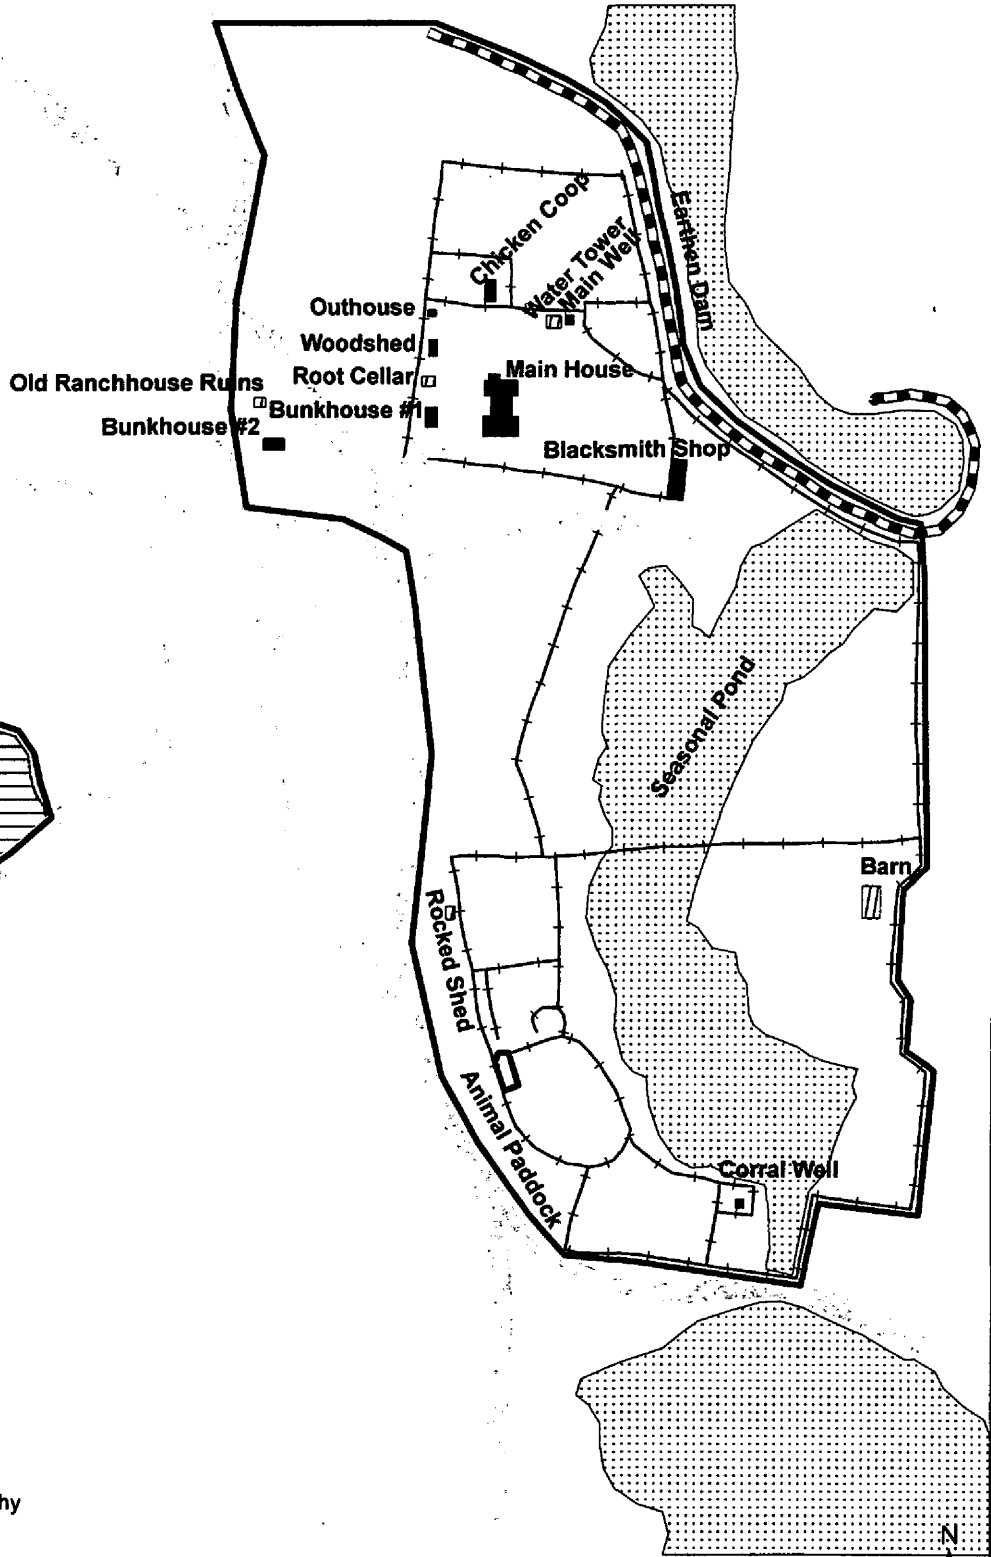 Earthen Dam
Chicken Coop
Water Tower
Main Well
Outhouse
Woodshed
Root Cellar
Main House
Old Ranchhouse Ruins
Bunkhouse #1
Bunkhouse #2
Blacksmith Shop
Seasonal Pond
Barn
Rocked Shed
Animal Paddock
Corral Well
hy
N